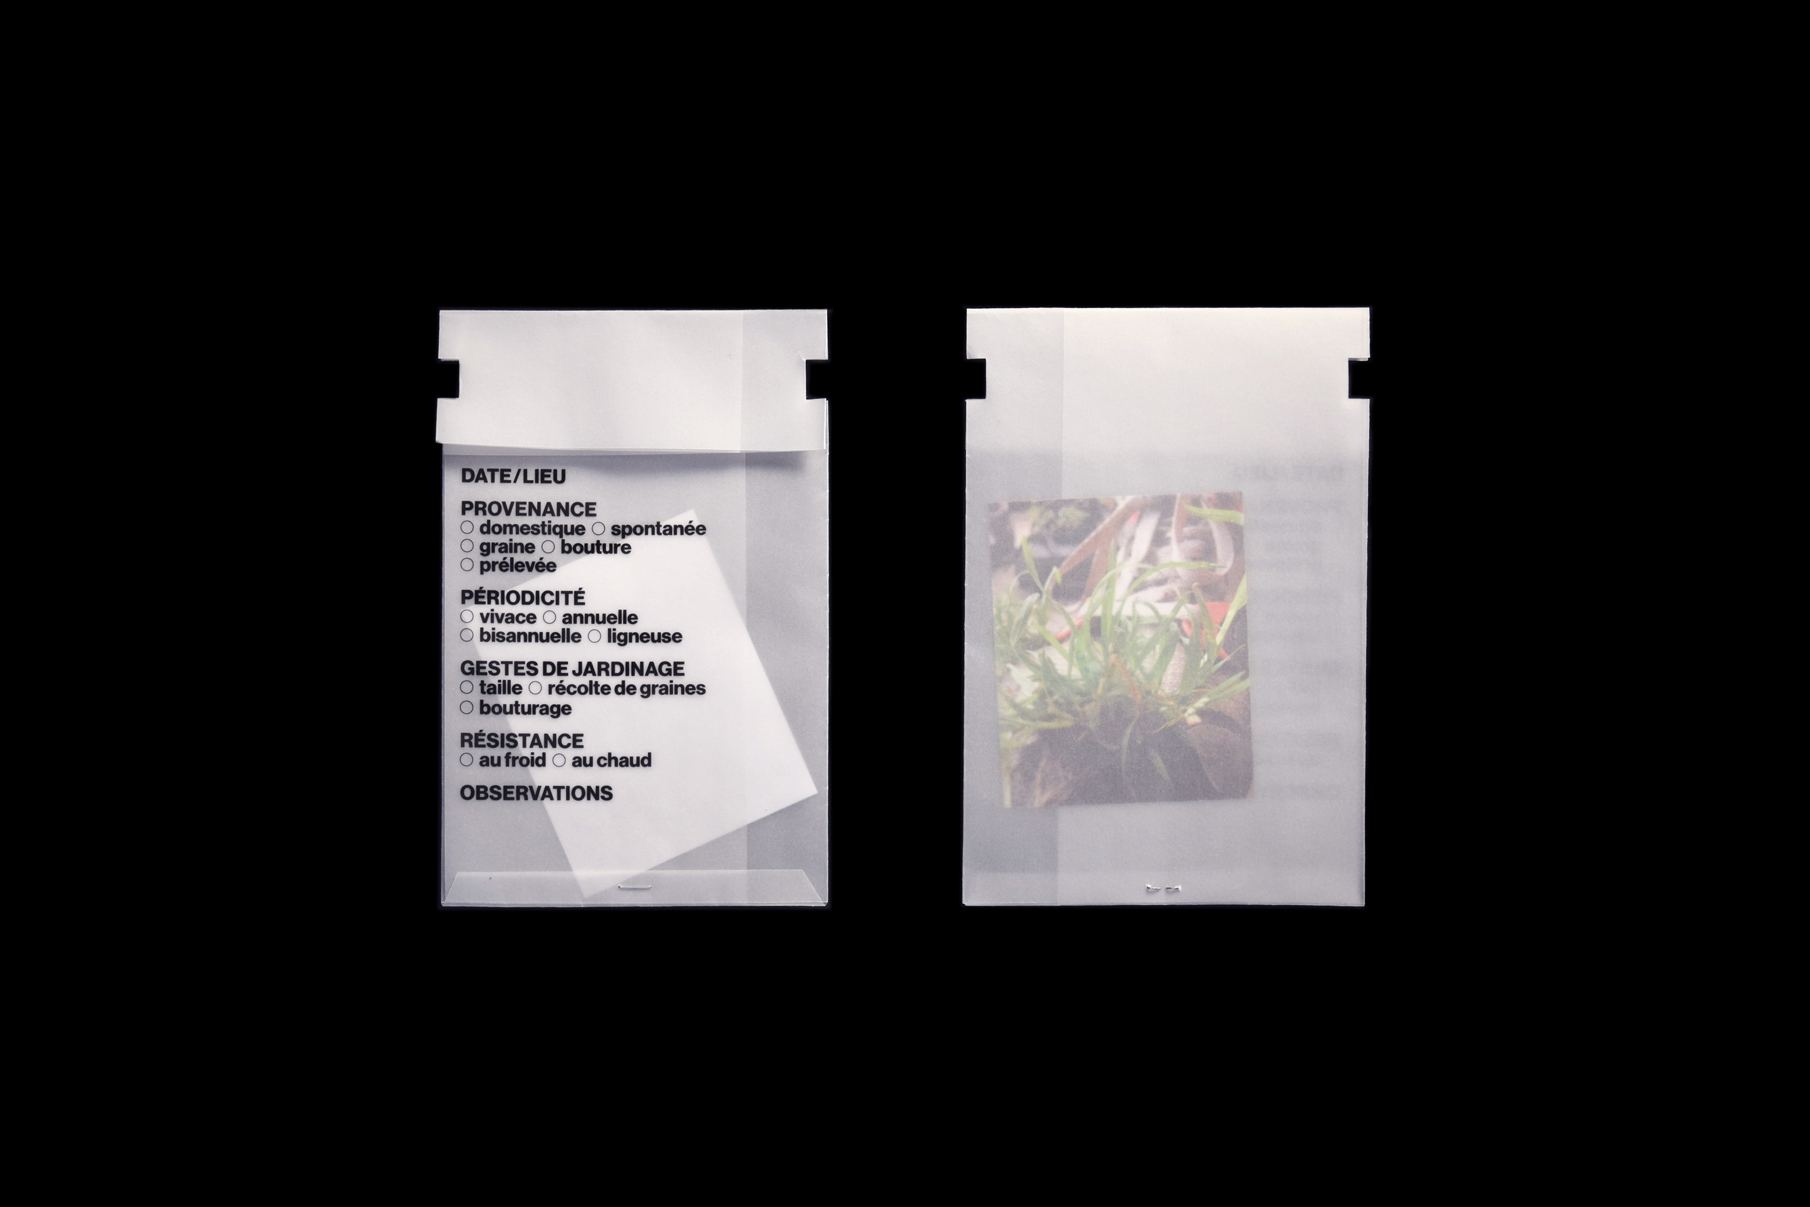 DATE/LIEU
PROVENANCE
○ domestique ○ spontanée
○ graine ○ bouture
○ prélevée
PÉRIODICITÉ
○ vivace ○ annuelle
○ bisannuelle ○ ligneuse
GESTES DE JARDINAGE
○ taille ○ récolte de graines
○ bouturage
RÉSISTANCE
○ au froid ○ au chaud
OBSERVATIONS